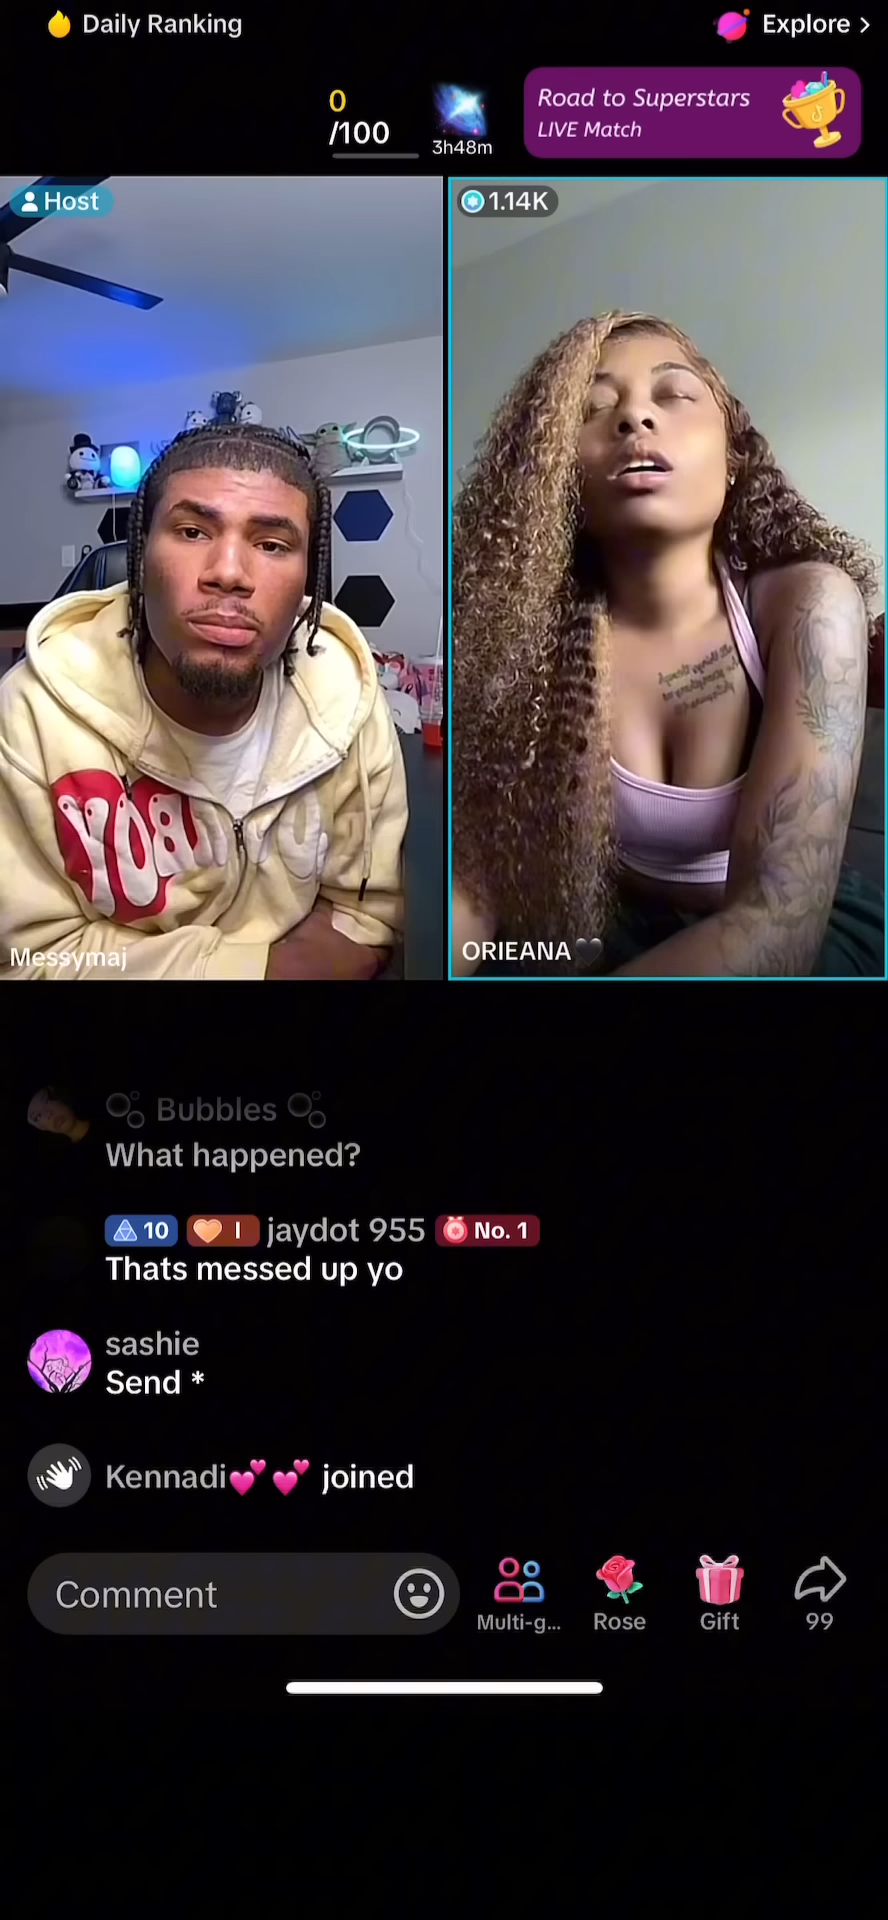 Daily Ranking
Explore >
0
/100
3h48m
Road to Superstars
LIVE Match
Host
1.14K
Messymaj
ORIEANA🖤
Bubbles
What happened?
10 I jaydot 955 No. 1
Thats messed up yo
sashie
Send *
Kennadi💕💕 joined
Comment
Multi-g...
Rose
Gift
99